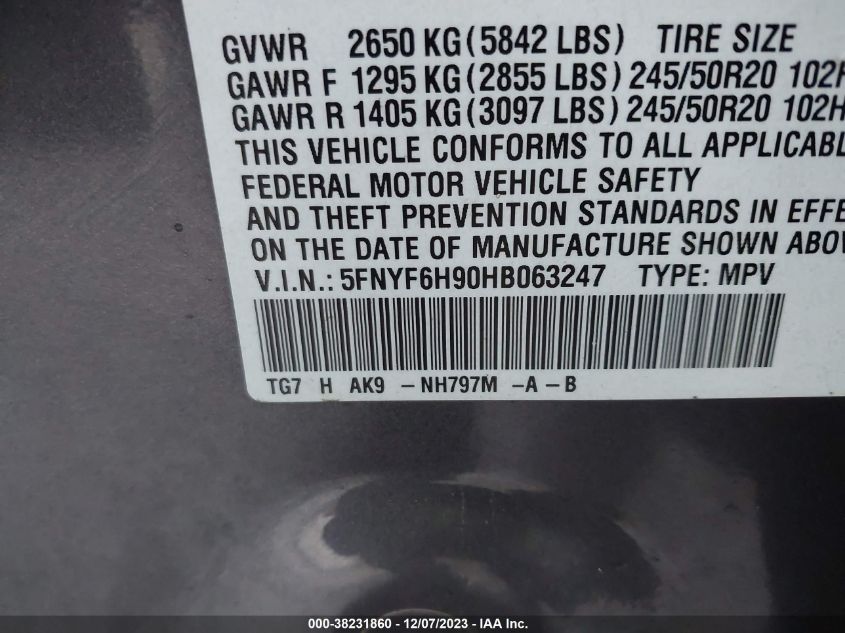 GVWR 2650 KG (5842 LBS) TIRE SIZE
GAWR F 1295 KG (2855 LBS) 245/50R20 102H
GAWR R 1405 KG (3097 LBS) 245/50R20 102H
THIS VEHICLE CONFORMS TO ALL APPLICABL
FEDERAL MOTOR VEHICLE SAFETY
AND THEFT PREVENTION STANDARDS IN EFFE
ON THE DATE OF MANUFACTURE SHOWN ABOV
V.I.N.: 5FNYF6H90HB063247 TYPE: MPV
TG7 H AK9 - NH797M - A - B
000-38231860 - 12/07/2023 - IAA Inc.